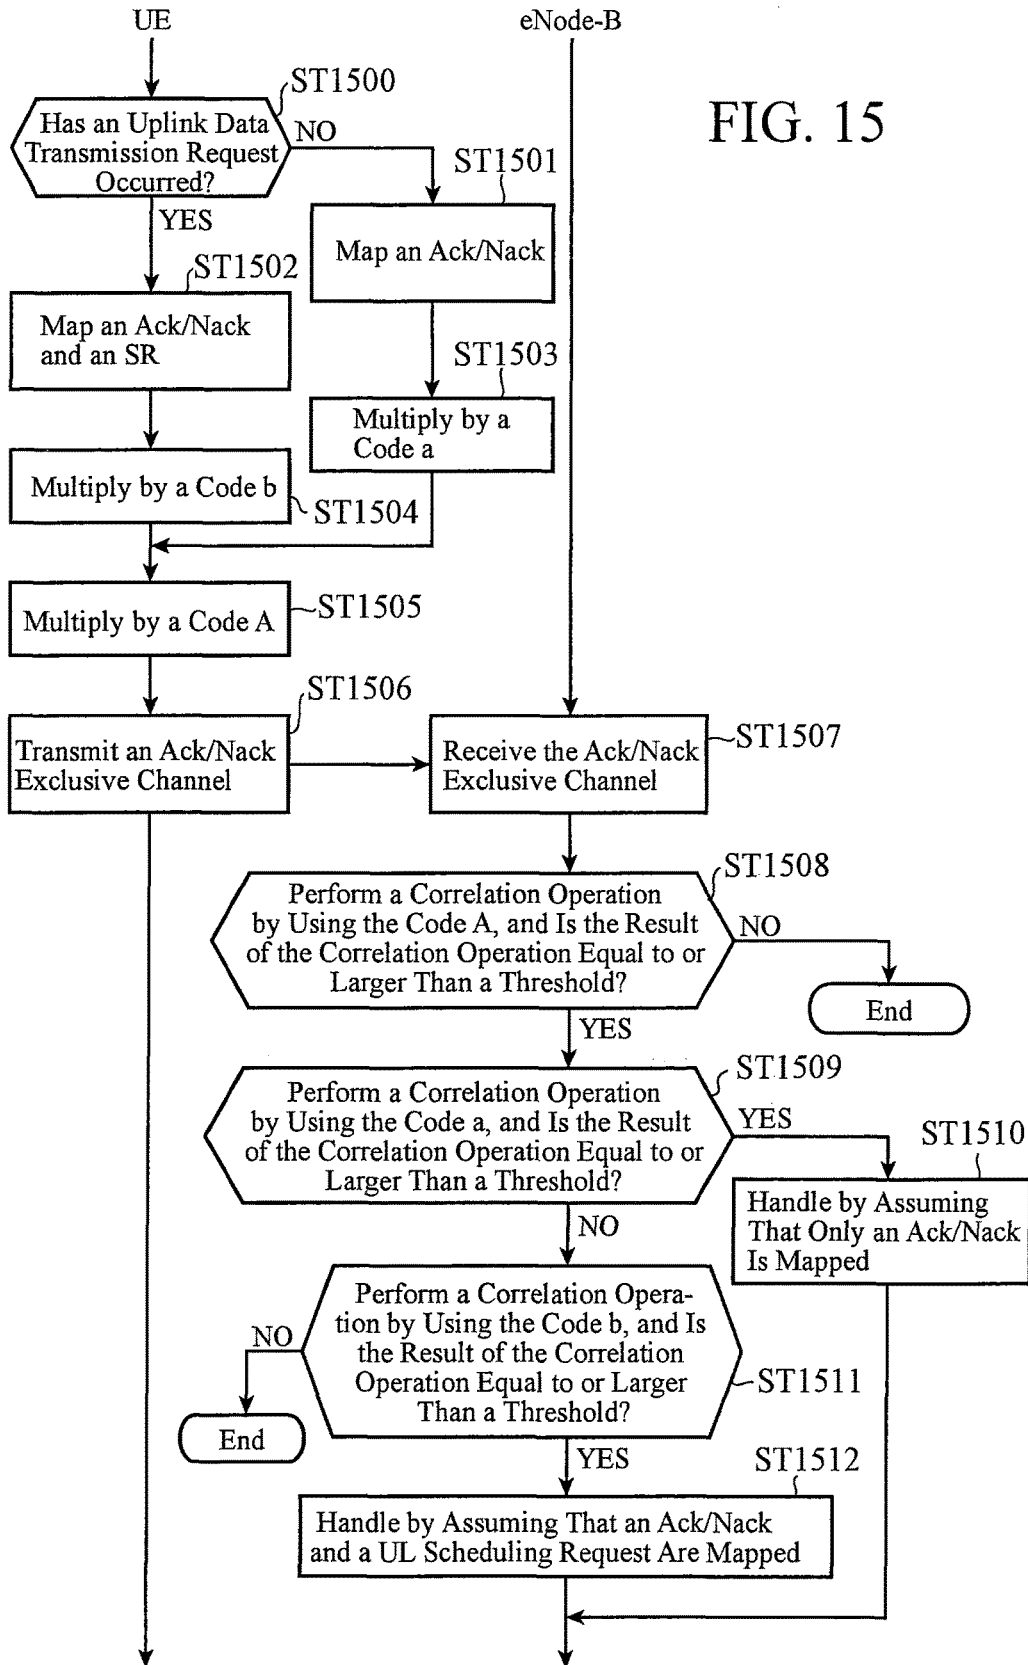 UE
eNode-B
FIG. 15
ST1500
Has an Uplink Data
Transmission Request
Occurred?
NO
YES
ST1501
Map an Ack/Nack
ST1502
Map an Ack/Nack
and an SR
ST1503
Multiply by a
Code a
Multiply by a Code b
ST1504
Multiply by a Code A
ST1505
ST1506
Transmit an Ack/Nack
Exclusive Channel
Receive the Ack/Nack
Exclusive Channel
ST1507
ST1508
Perform a Correlation Operation
by Using the Code A, and Is the Result
of the Correlation Operation Equal to or
Larger Than a Threshold?
NO
End
YES
ST1509
Perform a Correlation Operation
by Using the Code a, and Is the Result
of the Correlation Operation Equal to or
Larger Than a Threshold?
YES
ST1510
Handle by Assuming
That Only an Ack/Nack
Is Mapped
NO
Perform a Correlation Opera-
tion by Using the Code b, and Is
the Result of the Correlation
Operation Equal to or Larger
Than a Threshold?
ST1511
NO
End
YES
ST1512
Handle by Assuming That an Ack/Nack
and a UL Scheduling Request Are Mapped